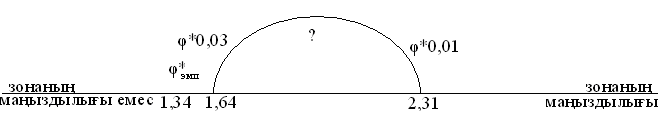 ?
φ*0,03
φ*0,01
φ*эмп
зонаның
маңыздылығы емес
1,34
1,64
2,31
зонаның
маңыздылығы